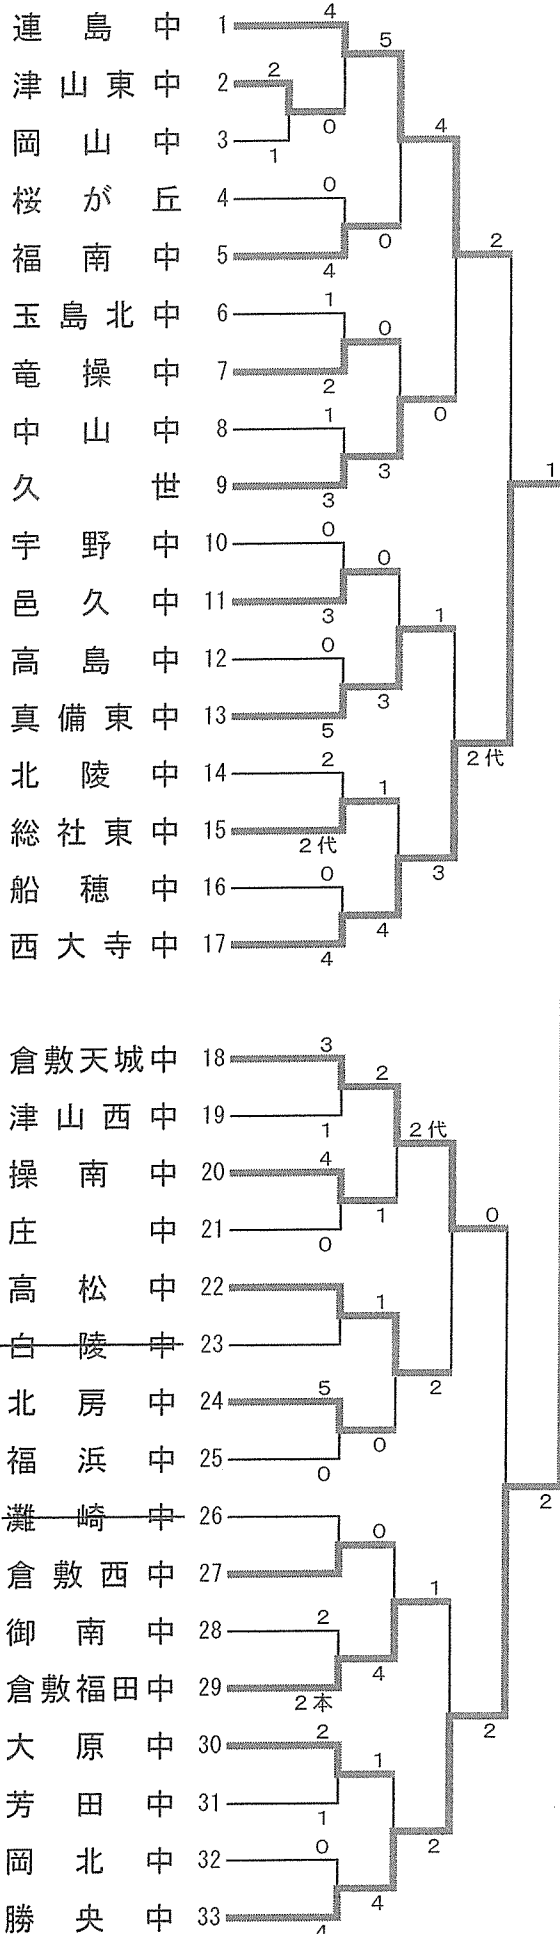 連島中 1
津山東中 2
岡山中 3
桜が丘 4
福南中 5
玉島北中 6
竜操中 7
中山中 8
久世 9
宇野中 10
邑久中 11
高島中 12
真備東中 13
北陵中 14
総社東中 15
船穂中 16
西大寺中 17
4
2
1
0
0
4
1
2
1
3
0
3
0
5
2
2代
0
4
5
0
0
3
0
3
1
4
4
0
1
3
2
2代
1
倉敷天城中 18
津山西中 19
操南中 20
庄中 21
高松中 22
白陵中 23
北房中 24
福浜中 25
灘崎中 26
倉敷西中 27
御南中 28
倉敷福田中 29
大原中 30
芳田中 31
岡北中 32
勝央中 33
3
1
4
0
5
0
2
2本
2
1
0
4
2
1
1
0
0
4
1
4
2代
2
1
2
0
2
2